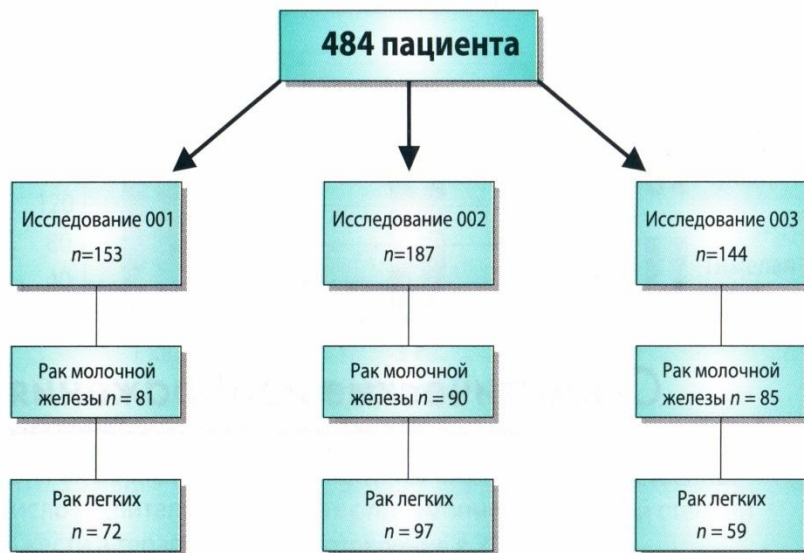 484 пациента
Исследование 001
n=153
Исследование 002
n=187
Исследование 003
n=144
Рак молочной
железы n = 81
Рак молочной
железы n = 90
Рак молочной
железы n = 85
Рак легких
n = 72
Рак легких
n = 97
Рак легких
n = 59